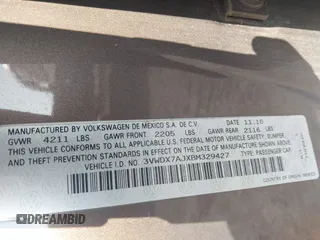 MANUFACTURED BY VOLKSWAGEN DE MEXICO S.A. DE C.V. 11.10
GVWR 4211 LBS GAWR FRONT 2205 LBS GAWR REAR 2116 LBS
THIS VEHICLE CONFORMS TO ALL APPLICABLE U.S. FEDERAL MOTOR VEHICLE SAFETY, BUMPER
AND THEFT PREVENTION STANDARDS IN EFFECT ON THE DATE OF MANUFACTURE SHOWN ABOVE.
VEHICLE I.D. NR. 3VWDX7AJXBM329427 TYPE: PASSENGER CAR
DREAMBID